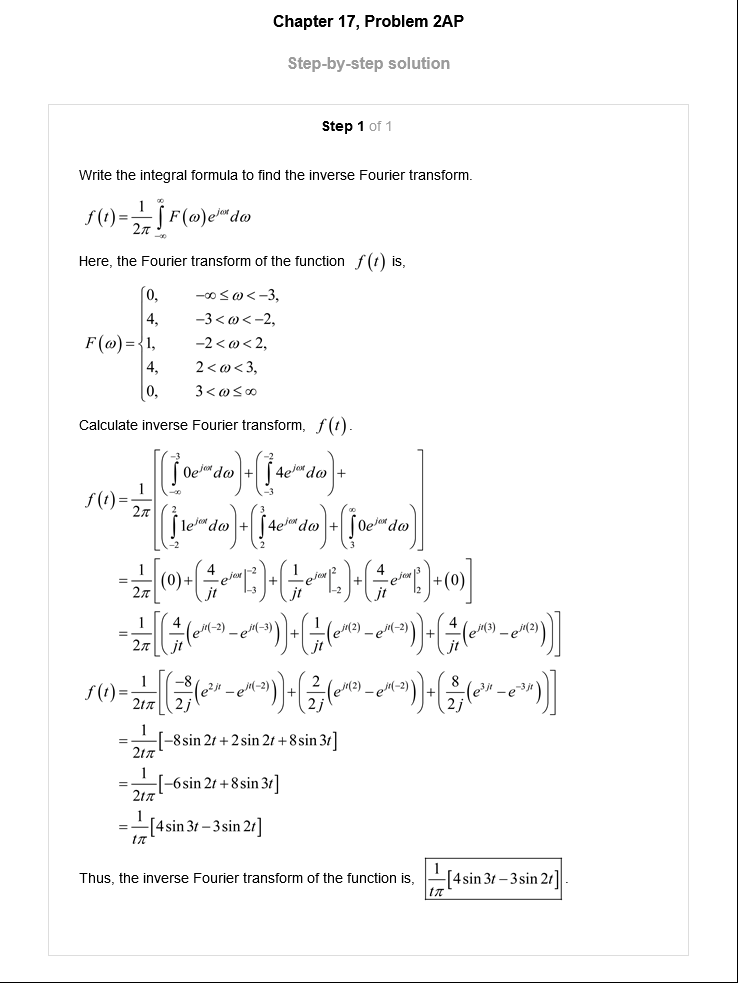 Chapter 17, Problem 2AP
Step-by-step solution
Step 1 of 1
Write the integral formula to find the inverse Fourier transform.
f(t) = \frac{1}{2\pi} \int_{-\infty}^{\infty} F(\omega) e^{j\omega t} d\omega
Here, the Fourier transform of the function f(t) is,
F(\omega) = \begin{cases} 0, & -\infty \le \omega < -3, \\ 4, & -3 < \omega < -2, \\ 1, & -2 < \omega < 2, \\ 4, & 2 < \omega < 3, \\ 0, & 3 < \omega \le \infty \end{cases}
Calculate inverse Fourier transform, f(t).
f(t) = \frac{1}{2\pi} \left[ \begin{array}{l} \left( \int_{-\infty}^{-3} 0e^{j\omega t} d\omega \right) + \left( \int_{-3}^{-2} 4e^{j\omega t} d\omega \right) + \\ \left( \int_{-2}^{2} 1e^{j\omega t} d\omega \right) + \left( \int_{2}^{3} 4e^{j\omega t} d\omega \right) + \left( \int_{3}^{\infty} 0e^{j\omega t} d\omega \right) \end{array} \right]
= \frac{1}{2\pi} \left[ (0) + \left( \frac{4}{jt} e^{j\omega t} \Big|_{-3}^{-2} \right) + \left( \frac{1}{jt} e^{j\omega t} \Big|_{-2}^{2} \right) + \left( \frac{4}{jt} e^{j\omega t} \Big|_{2}^{3} \right) + (0) \right]
= \frac{1}{2\pi} \left[ \left( \frac{4}{jt} \left( e^{jt(-2)} - e^{jt(-3)} \right) \right) + \left( \frac{1}{jt} \left( e^{jt(2)} - e^{jt(-2)} \right) \right) + \left( \frac{4}{jt} \left( e^{jt(3)} - e^{jt(2)} \right) \right) \right]
f(t) = \frac{1}{2t\pi} \left[ \left( \frac{-8}{2j} \left( e^{2jt} - e^{jt(-2)} \right) \right) + \left( \frac{2}{2j} \left( e^{jt(2)} - e^{jt(-2)} \right) \right) + \left( \frac{8}{2j} \left( e^{3jt} - e^{-3jt} \right) \right) \right]
= \frac{1}{2t\pi} [-8\sin 2t + 2\sin 2t + 8\sin 3t]
= \frac{1}{2t\pi} [-6\sin 2t + 8\sin 3t]
= \frac{1}{t\pi} [4\sin 3t - 3\sin 2t]
Thus, the inverse Fourier transform of the function is, \frac{1}{t\pi} [4\sin 3t - 3\sin 2t].